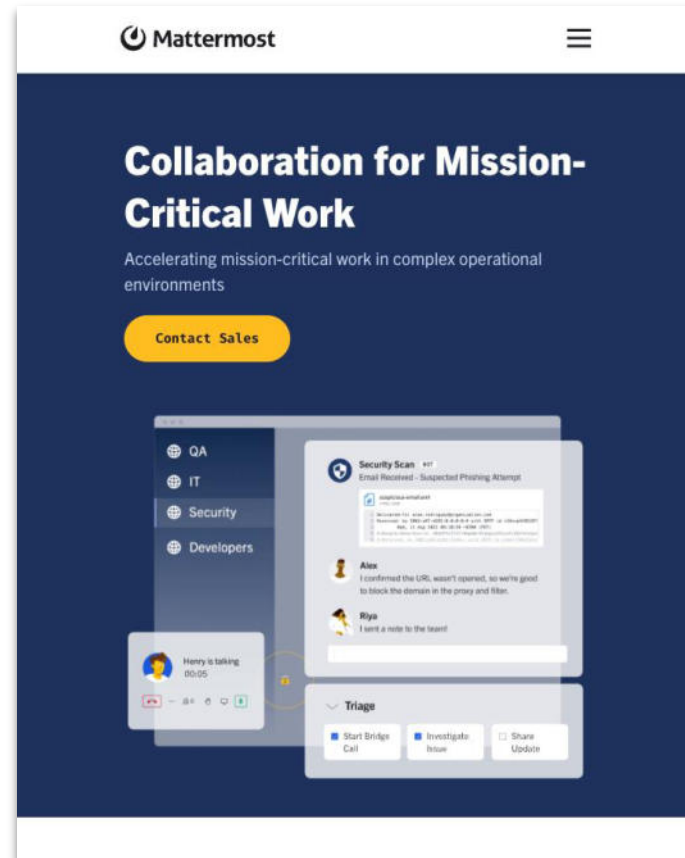 Mattermost
Collaboration for Mission-
Critical Work
Accelerating mission-critical work in complex operational
environments
Contact Sales
QA
IT
Security
Developers
Security Scan BOT
Email Received - Suspected Phishing Attempt
Alex
I confirmed the URL wasn't opened, so we're good
to block the domain in the proxy and filter.
Riya
I sent a note to the team!
Henry is talking
00:05
Triage
Start Bridge
Call
Investigate
Issue
Share
Update